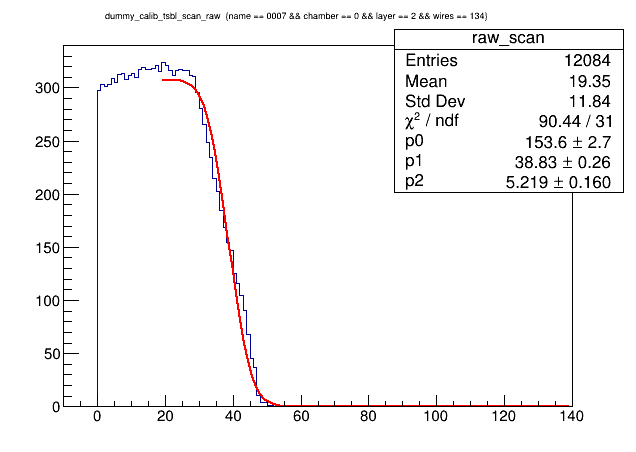 dummy_calib_tsbl_scan_raw  (name == 0007 && chamber == 0 && layer == 2 && wires == 134)
raw_scan
Entries 12084
Mean 19.35
Std Dev 11.84
χ² / ndf 90.44 / 31
p0 153.6 ± 2.7
p1 38.83 ± 0.26
p2 5.219 ± 0.160
300
250
200
150
100
50
0
0 20 40 60 80 100 120 140